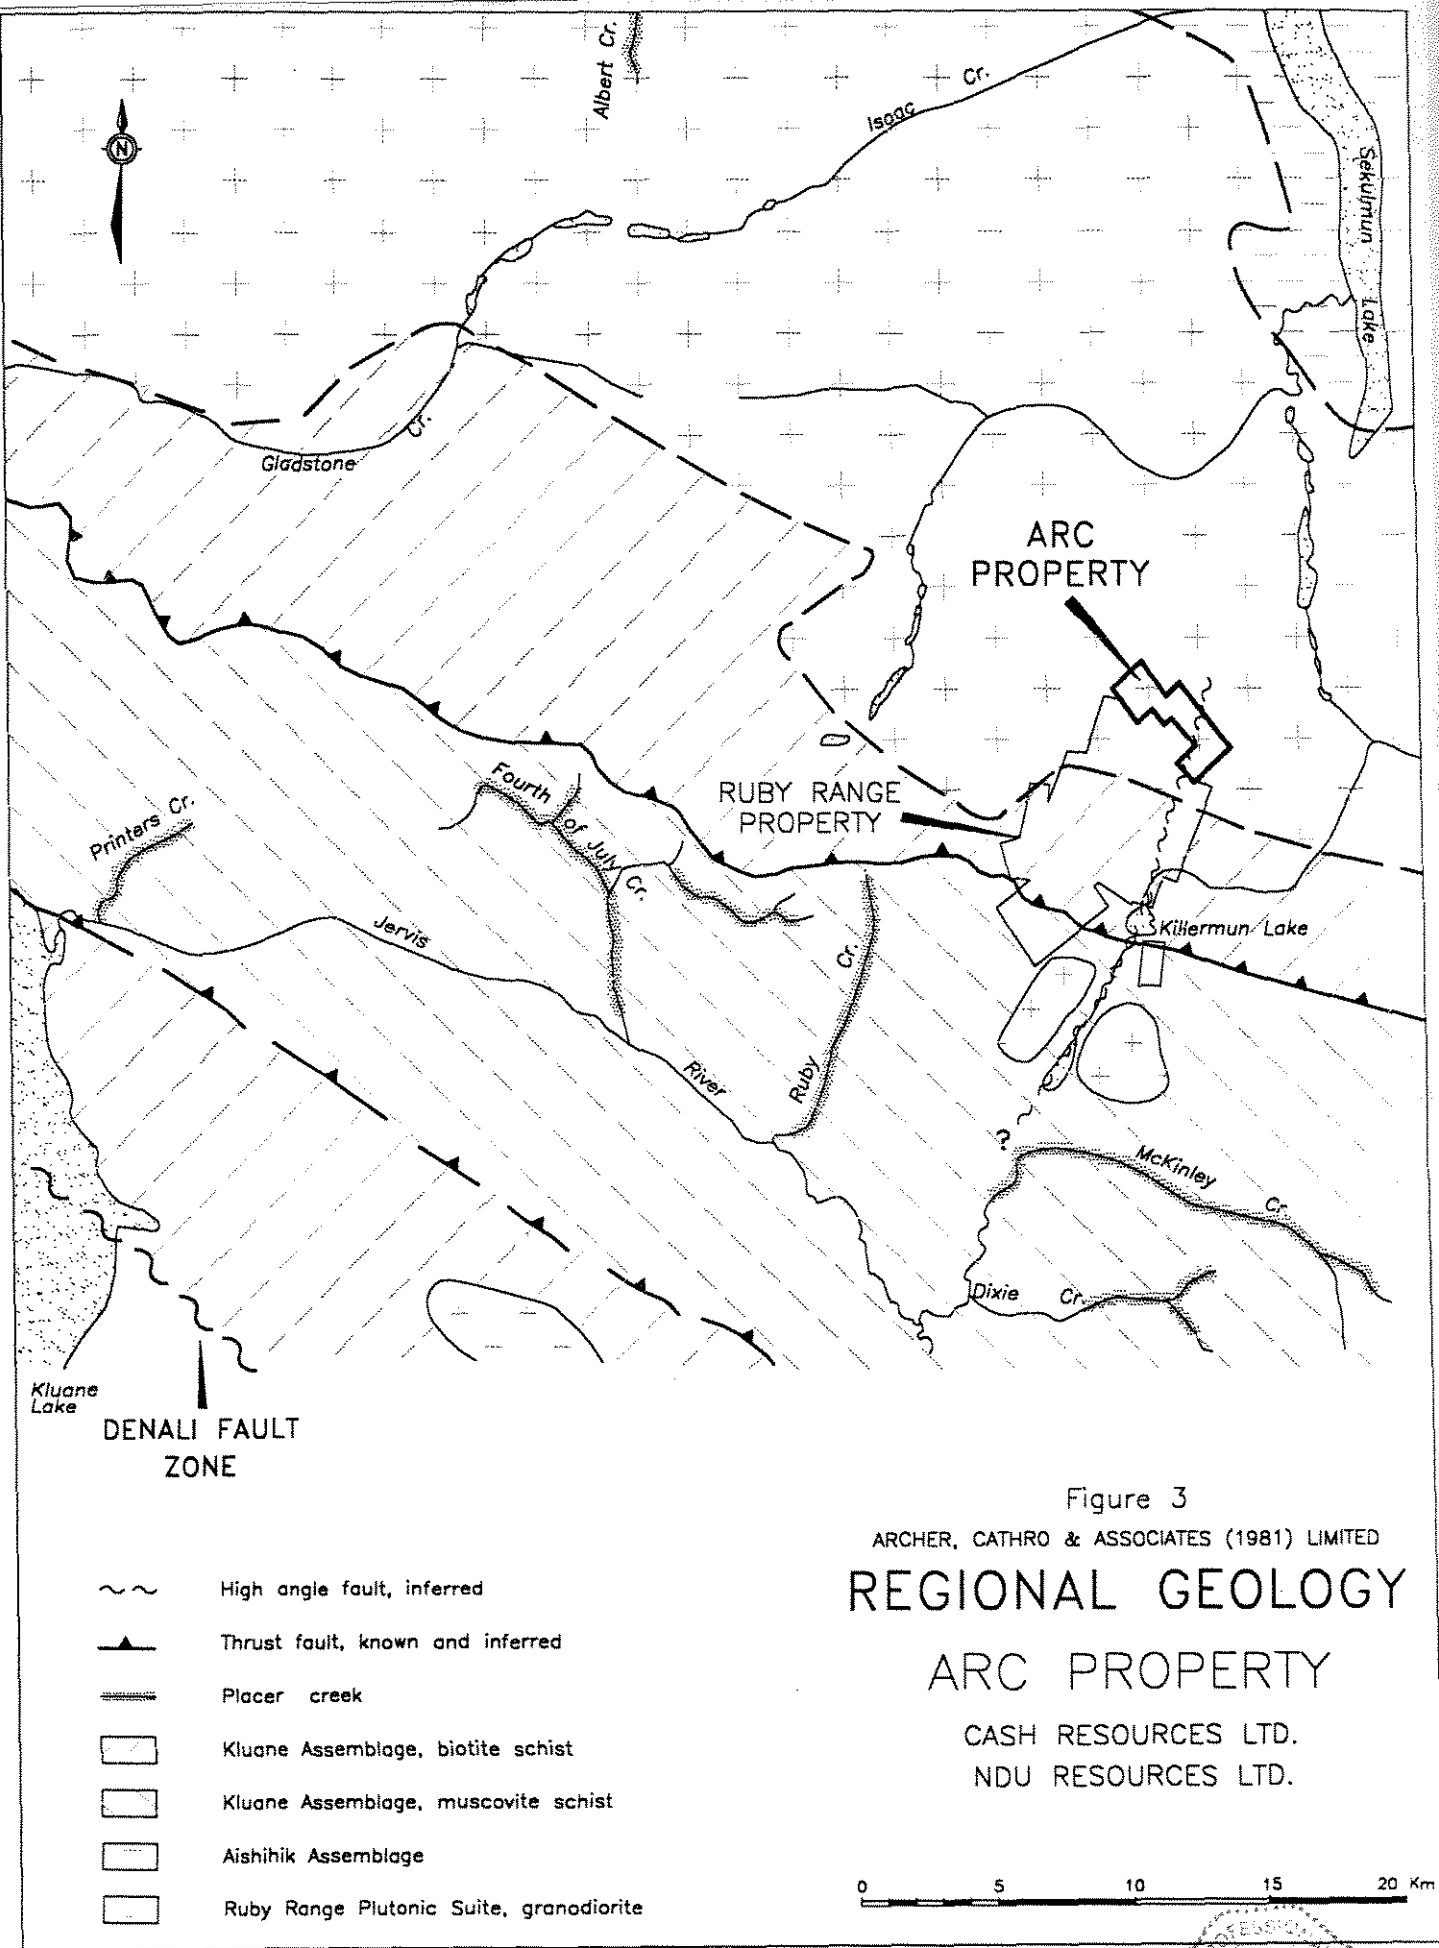 Albert Cr.
Isaac Cr.
N
Sekulmun Lake
Gladstone Cr.
ARC
PROPERTY
RUBY RANGE
PROPERTY
Fourth
of July
Cr.
Printers Cr.
Jervis
River
Killermun Lake
Ruby Cr.
?
McKinley Cr.
Dixie Cr.
Kluane
Lake
DENALI FAULT
ZONE
Figure 3
ARCHER, CATHRO & ASSOCIATES (1981) LIMITED
REGIONAL GEOLOGY
ARC PROPERTY
CASH RESOURCES LTD.
NDU RESOURCES LTD.
High angle fault, inferred
Thrust fault, known and inferred
Placer creek
Kluane Assemblage, biotite schist
Kluane Assemblage, muscovite schist
Aishihik Assemblage
Ruby Range Plutonic Suite, granodiorite
0 5 10 15 20 Km